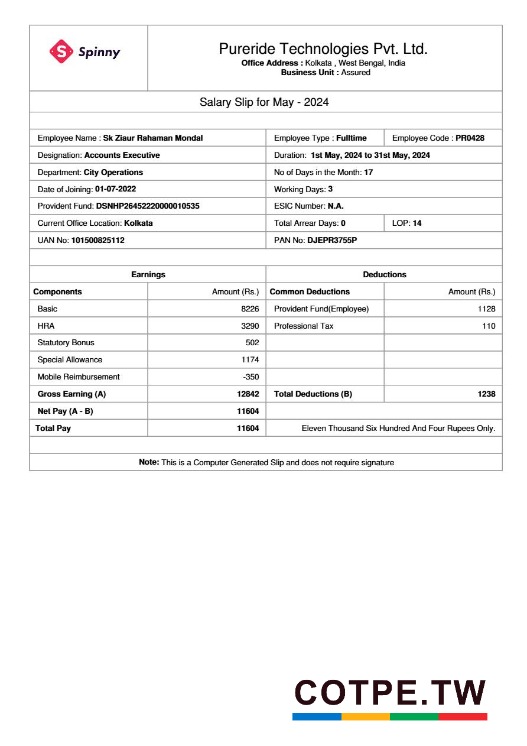 Spinny
Pureride Technologies Pvt. Ltd.
Office Address : Kolkata , West Bengal, India
Business Unit : Assured
Salary Slip for May - 2024
Employee Name : Sk Ziaur Rahaman Mondal Employee Type : Fulltime Employee Code : PR0428
Designation: Accounts Executive Duration: 1st May, 2024 to 31st May, 2024
Department: City Operations No of Days in the Month: 17
Date of Joining: 01-07-2022 Working Days: 3
Provident Fund: DSNHP26452220000010535 ESIC Number: N.A.
Current Office Location: Kolkata Total Arrear Days: 0 LOP: 14
UAN No: 101500825112 PAN No: DJEPR3755P
Earnings Deductions
Components Amount (Rs.) Common Deductions Amount (Rs.)
Basic 8226 Provident Fund(Employee) 1128
HRA 3290 Professional Tax 110
Statutory Bonus 502
Special Allowance 1174
Mobile Reimbursement -350
Gross Earning (A) 12842 Total Deductions (B) 1238
Net Pay (A - B) 11604
Total Pay 11604 Eleven Thousand Six Hundred And Four Rupees Only.
Note: This is a Computer Generated Slip and does not require signature
COTPE.TW